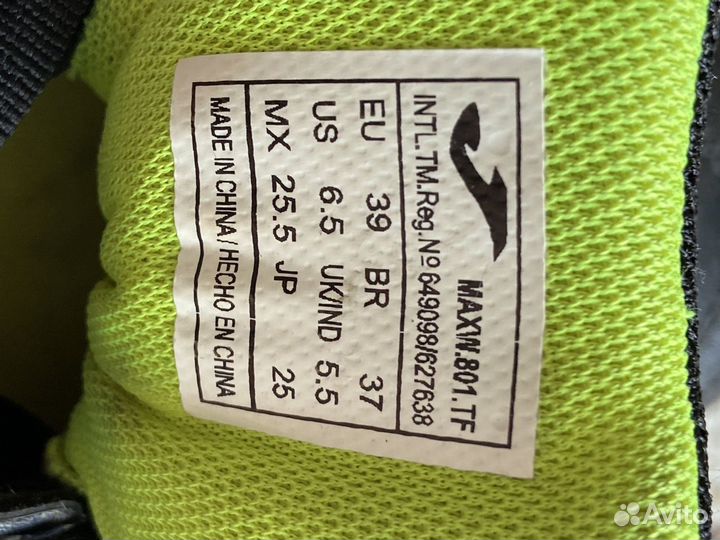 MAXW.801.TF
INTL.TM.Reg.Nº 649098/627638
EU 39 BR 37
US 6.5 UK/IND 5.5
MX 25.5 JP 25
MADE IN CHINA / HECHO EN CHINA
Avito